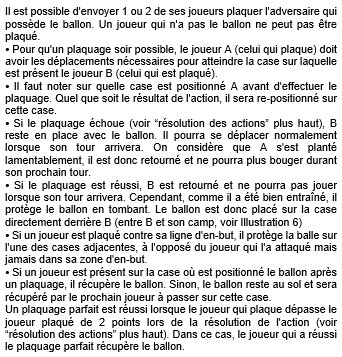 Il est possible d'envoyer 1 ou 2 de ses joueurs plaquer l'adversaire qui
possède le ballon. Un joueur qui n'a pas le ballon ne peut pas être
plaqué.
• Pour qu'un plaquage soir possible, le joueur A (celui qui plaque) doit
avoir les déplacements nécessaires pour atteindre la case sur laquelle
est présent le joueur B (celui qui est plaqué).
• Il faut noter sur quelle case est positionné A avant d'effectuer le
plaquage. Quel que soit le résultat de l'action, il sera re-positionné sur
cette case.
• Si le plaquage échoue (voir "résolution des actions" plus haut), B
reste en place avec le ballon. Il pourra se déplacer normalement
lorsque son tour arrivera. On considère que A s'est planté
lamentablement, il est donc retourné et ne pourra plus bouger durant
son prochain tour.
• Si le plaquage est réussi, B est retourné et ne pourra pas jouer
lorsque son tour arrivera. Cependant, comme il a été bien entraîné, il
protège le ballon en tombant. Le ballon est donc placé sur la case
directement derrière B (entre B et son camp, voir Illustration 6)
• Si un joueur est plaqué contre sa ligne d'en-but, il protège la balle sur
l'une des cases adjacentes, à l'opposé du joueur qui l'a attaqué mais
jamais dans sa zone d'en-but.
• Si un joueur est présent sur la case où est positionné le ballon après
un plaquage, il récupère le ballon. Sinon, le ballon reste au sol et sera
récupéré par le prochain joueur à passer sur cette case.
Un plaquage parfait est réussi lorsque le joueur qui plaque dépasse le
joueur plaqué de 2 points lors de la résolution de l'action (voir
"résolution des actions" plus haut). Dans ce cas, le joueur qui a réussi
le plaquage parfait récupère le ballon.